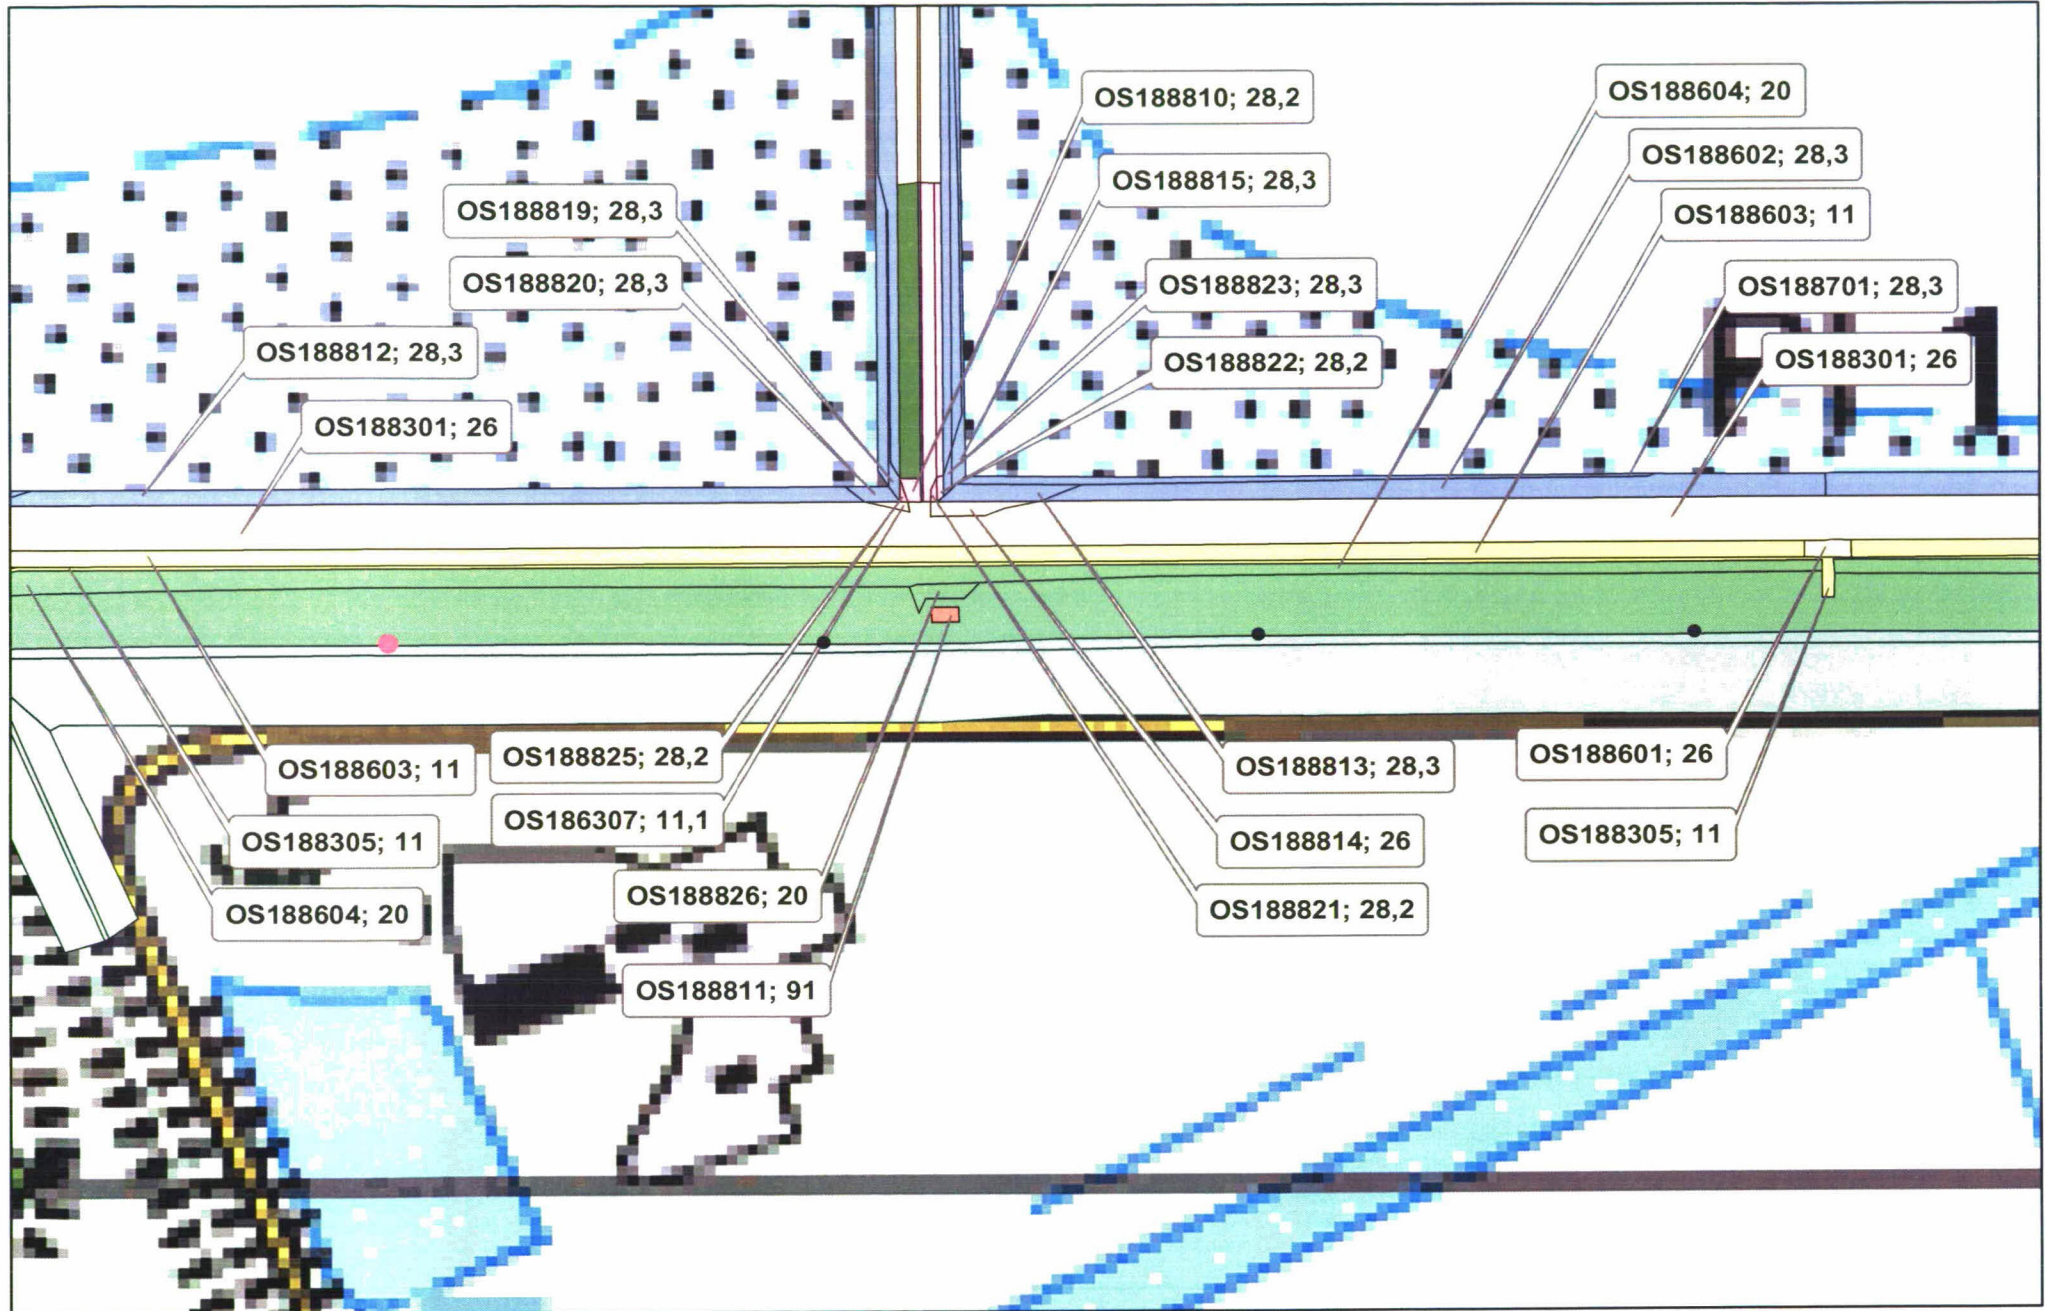 OS188810; 28,2
OS188604; 20
OS188602; 28,3
OS188815; 28,3
OS188819; 28,3
OS188603; 11
OS188820; 28,3
OS188823; 28,3
OS188701; 28,3
OS188812; 28,3
OS188822; 28,2
OS188301; 26
OS188301; 26
OS188603; 11
OS188825; 28,2
OS188813; 28,3
OS188601; 26
OS188305; 11
OS186307; 11,1
OS188814; 26
OS188305; 11
OS188604; 20
OS188826; 20
OS188821; 28,2
OS188811; 91